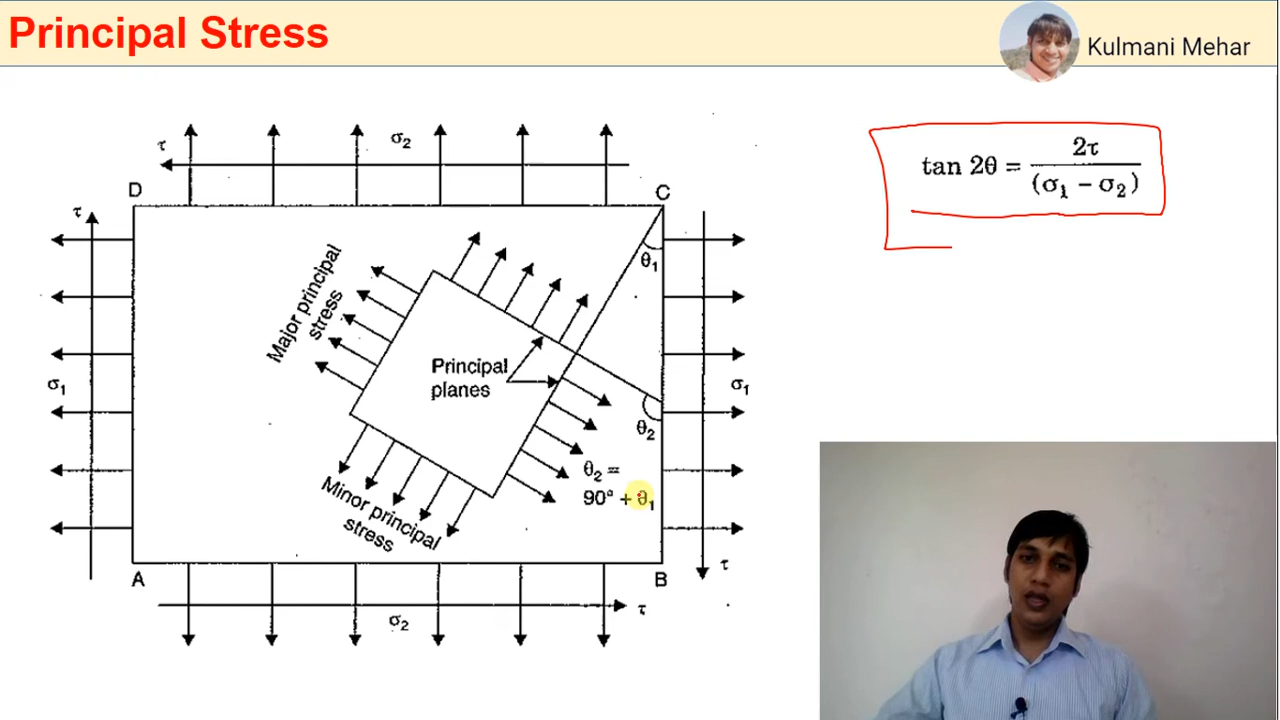 Principal Stress
Kulmani Mehar
tan 2θ = 2τ / (σ₁ − σ₂)
τ
σ₂
D
C
τ
θ₁
Major principal
stress
Principal
planes
σ₁
σ₁
θ₂
θ₂ =
90° + θ₁
Minor principal
stress
τ
A
B
σ₂
τ